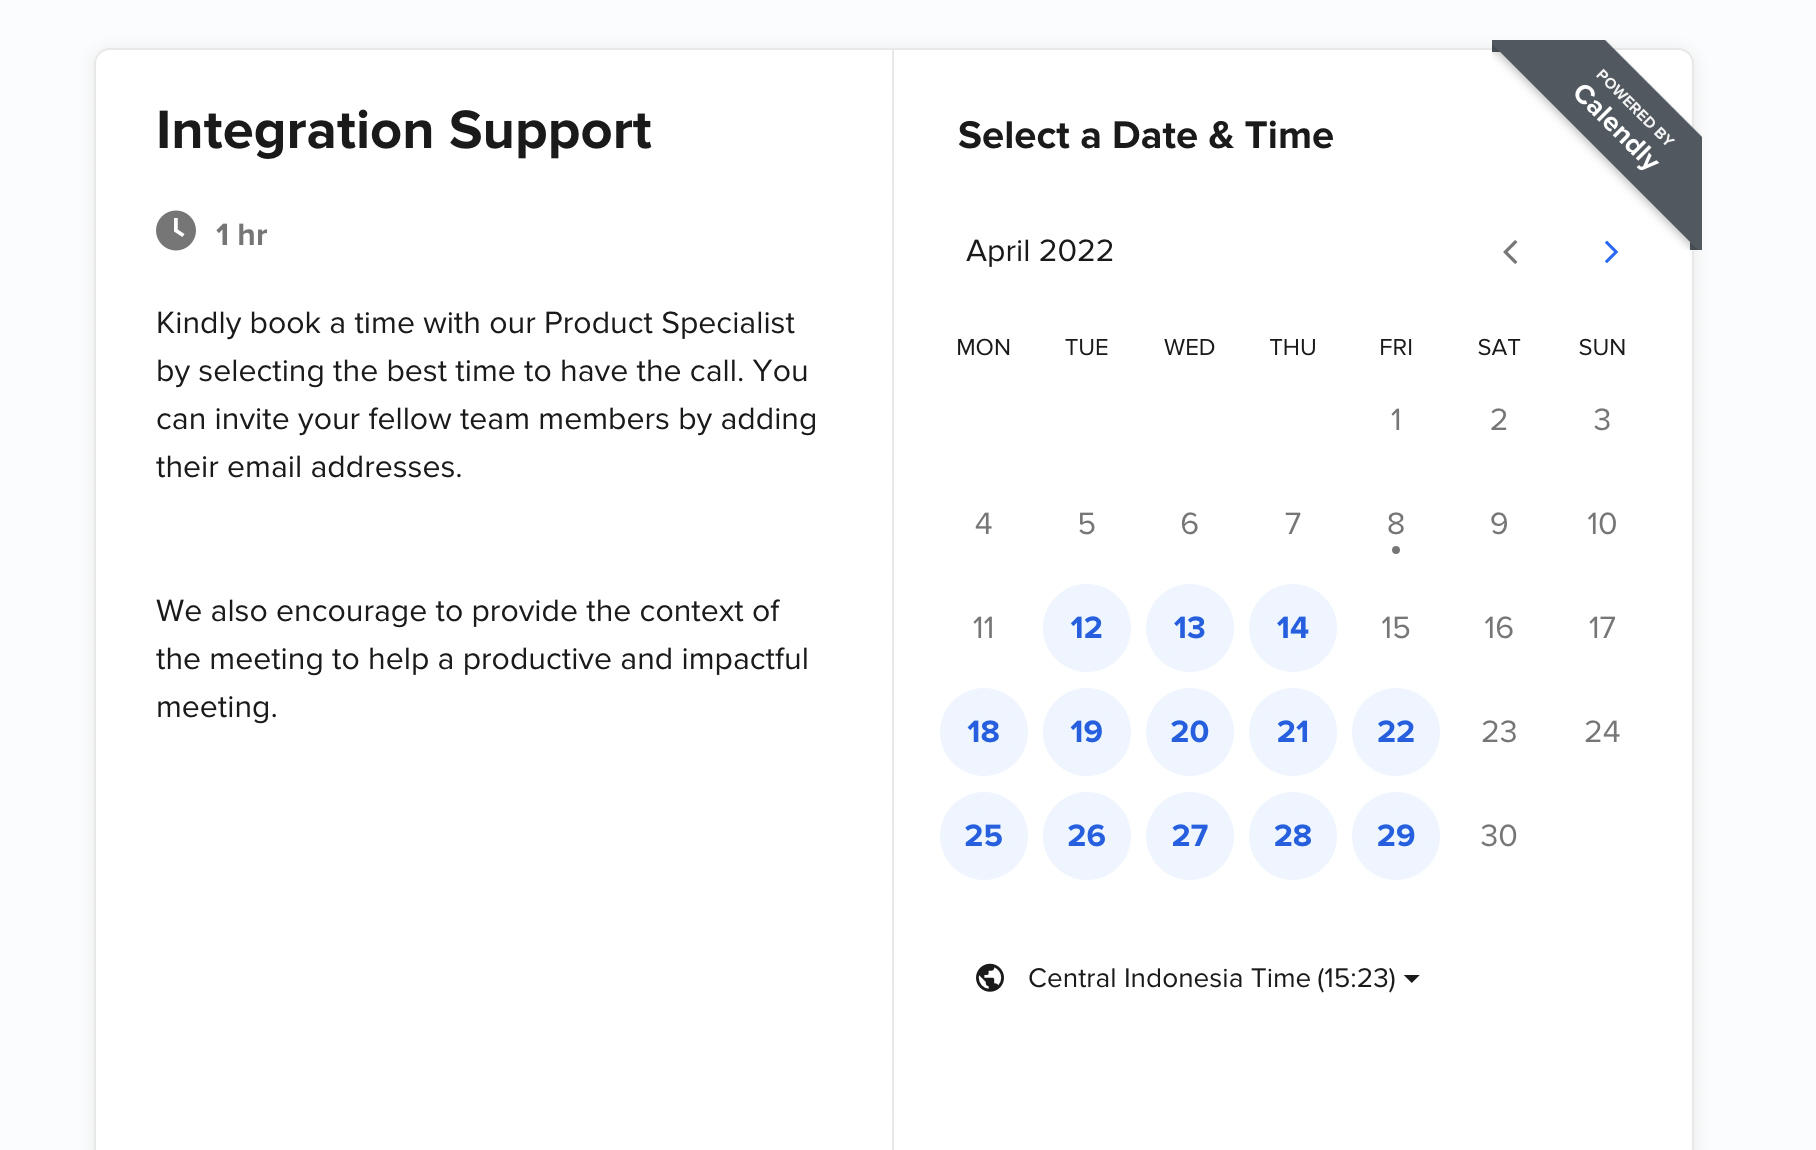 Integration Support
1 hr
Kindly book a time with our Product Specialist
by selecting the best time to have the call. You
can invite your fellow team members by adding
their email addresses.
We also encourage to provide the context of
the meeting to help a productive and impactful
meeting.
POWERED BY
Calendly
Select a Date & Time
April 2022
MON TUE WED THU FRI SAT SUN
1 2 3
4 5 6 7 8 9 10
11 12 13 14 15 16 17
18 19 20 21 22 23 24
25 26 27 28 29 30
Central Indonesia Time (15:23)